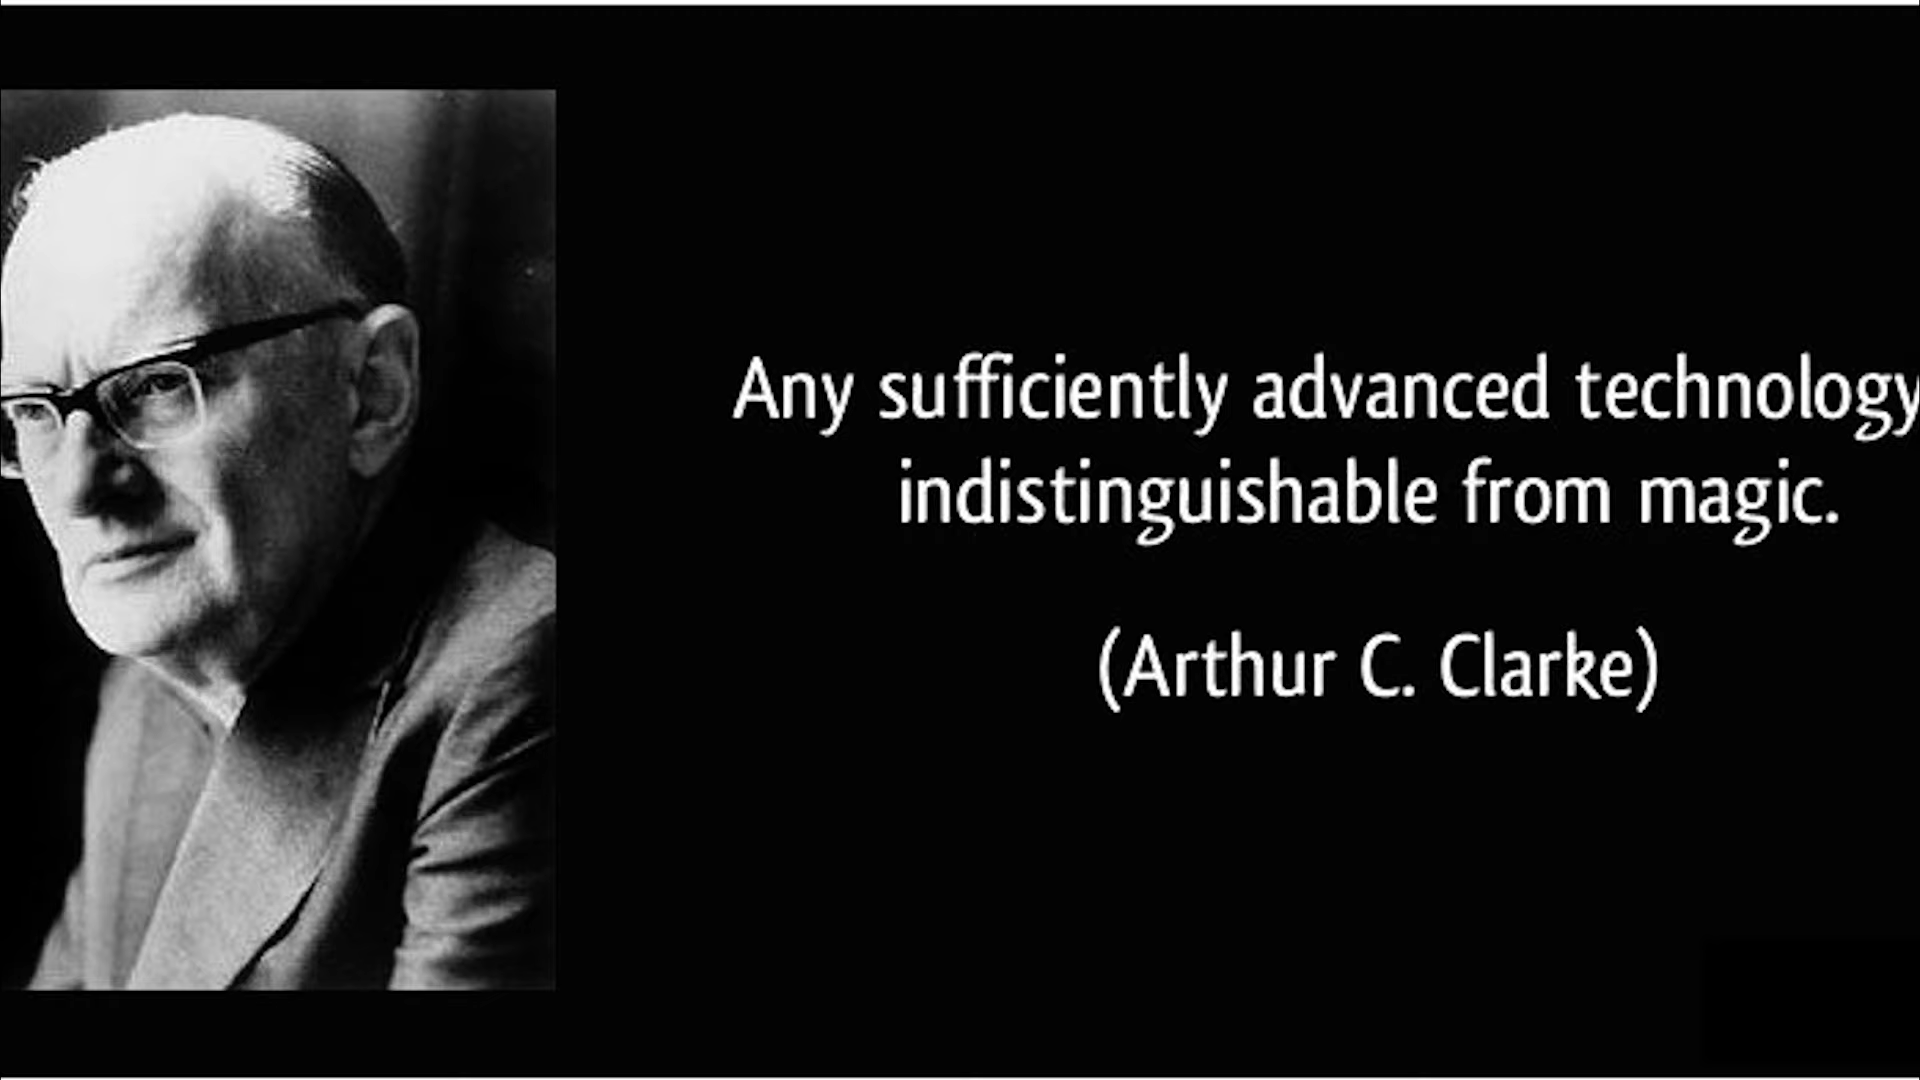 Any sufficiently advanced technology
indistinguishable from magic.
(Arthur C. Clarke)